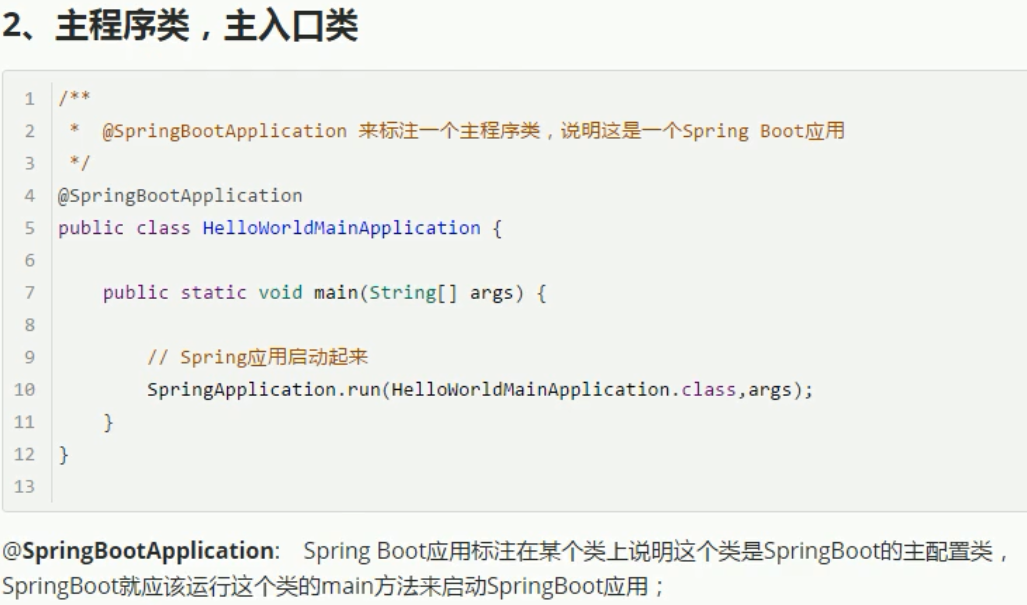 2、主程序类，主入口类
1 /**
2  *  @SpringBootApplication 来标注一个主程序类，说明这是一个Spring Boot应用
3  */
4 @SpringBootApplication
5 public class HelloWorldMainApplication {
6
7     public static void main(String[] args) {
8
9         // Spring应用启动起来
10         SpringApplication.run(HelloWorldMainApplication.class,args);
11     }
12 }
13
@SpringBootApplication:   Spring Boot应用标注在某个类上说明这个类是SpringBoot的主配置类，
SpringBoot就应该运行这个类的main方法来启动SpringBoot应用；